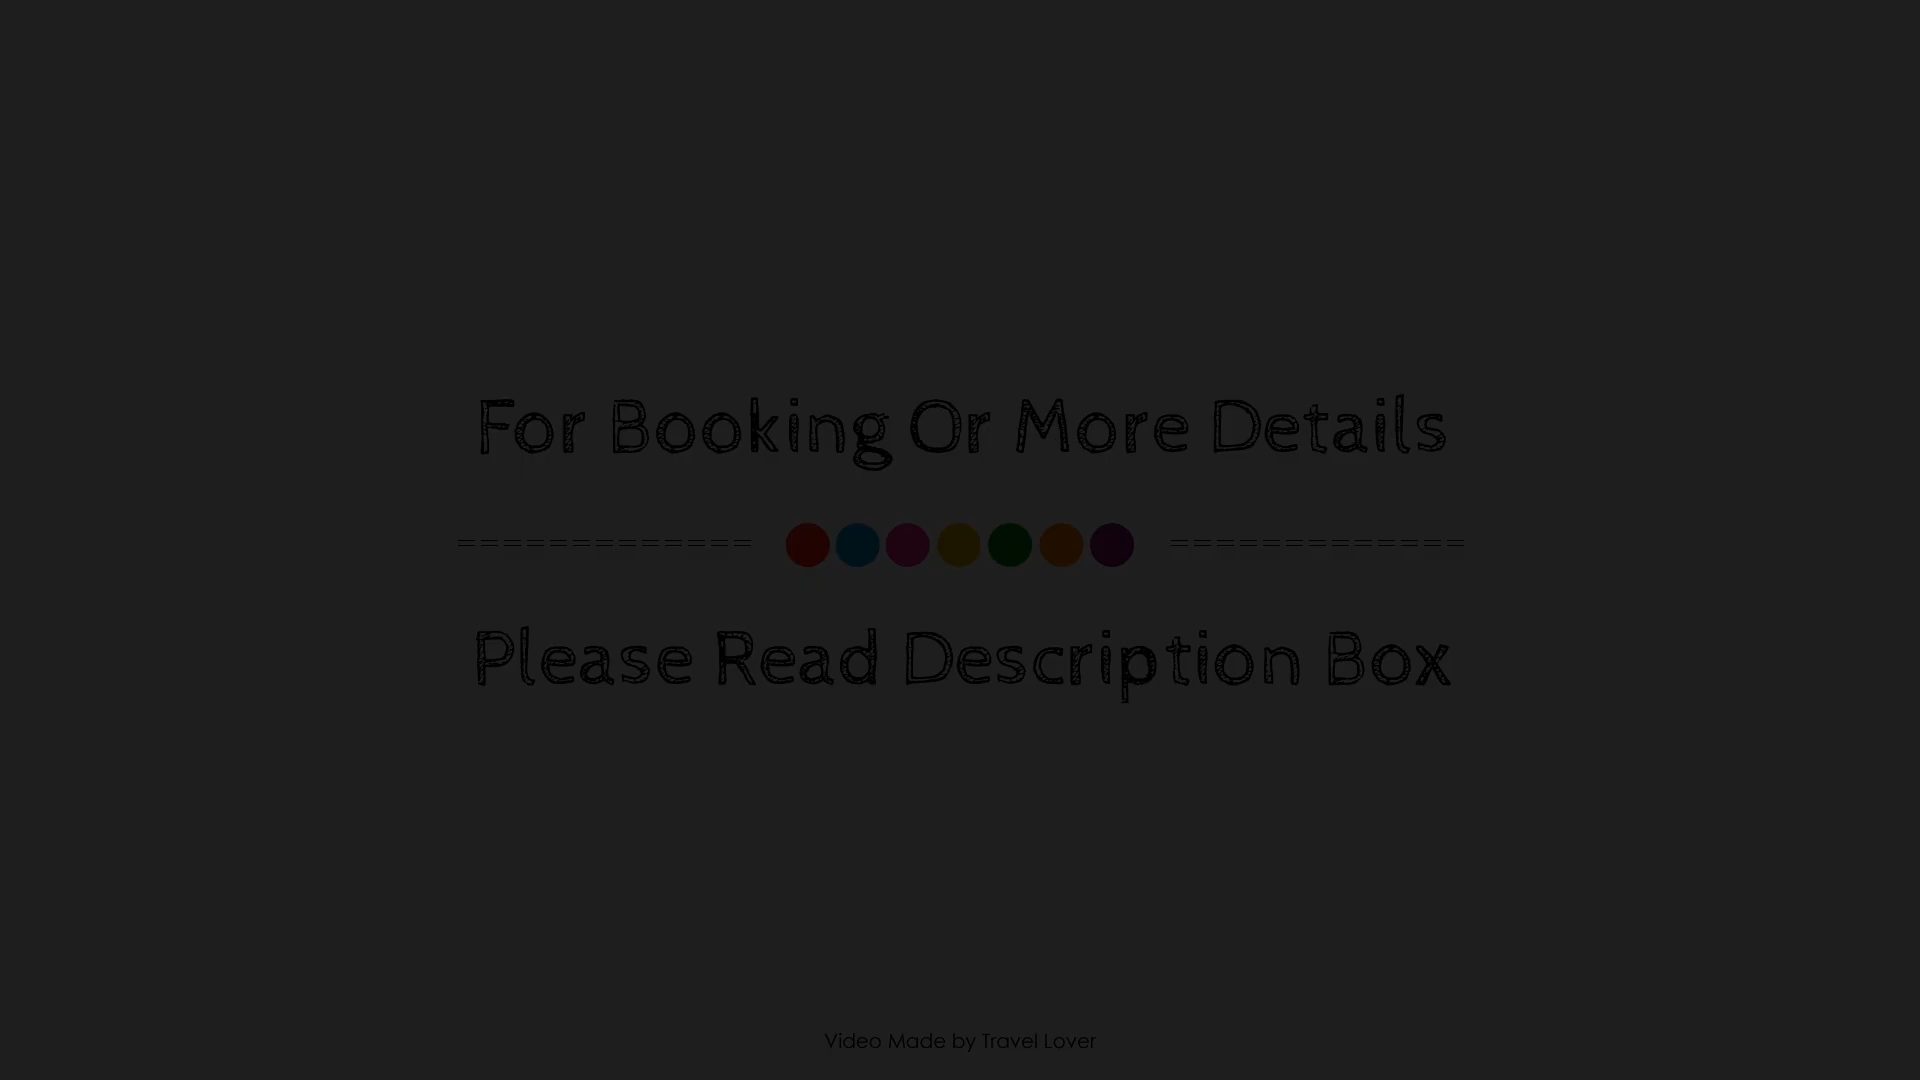 For Booking Or More Details
============= =============
Please Read Description Box
Video Made by Travel Lover